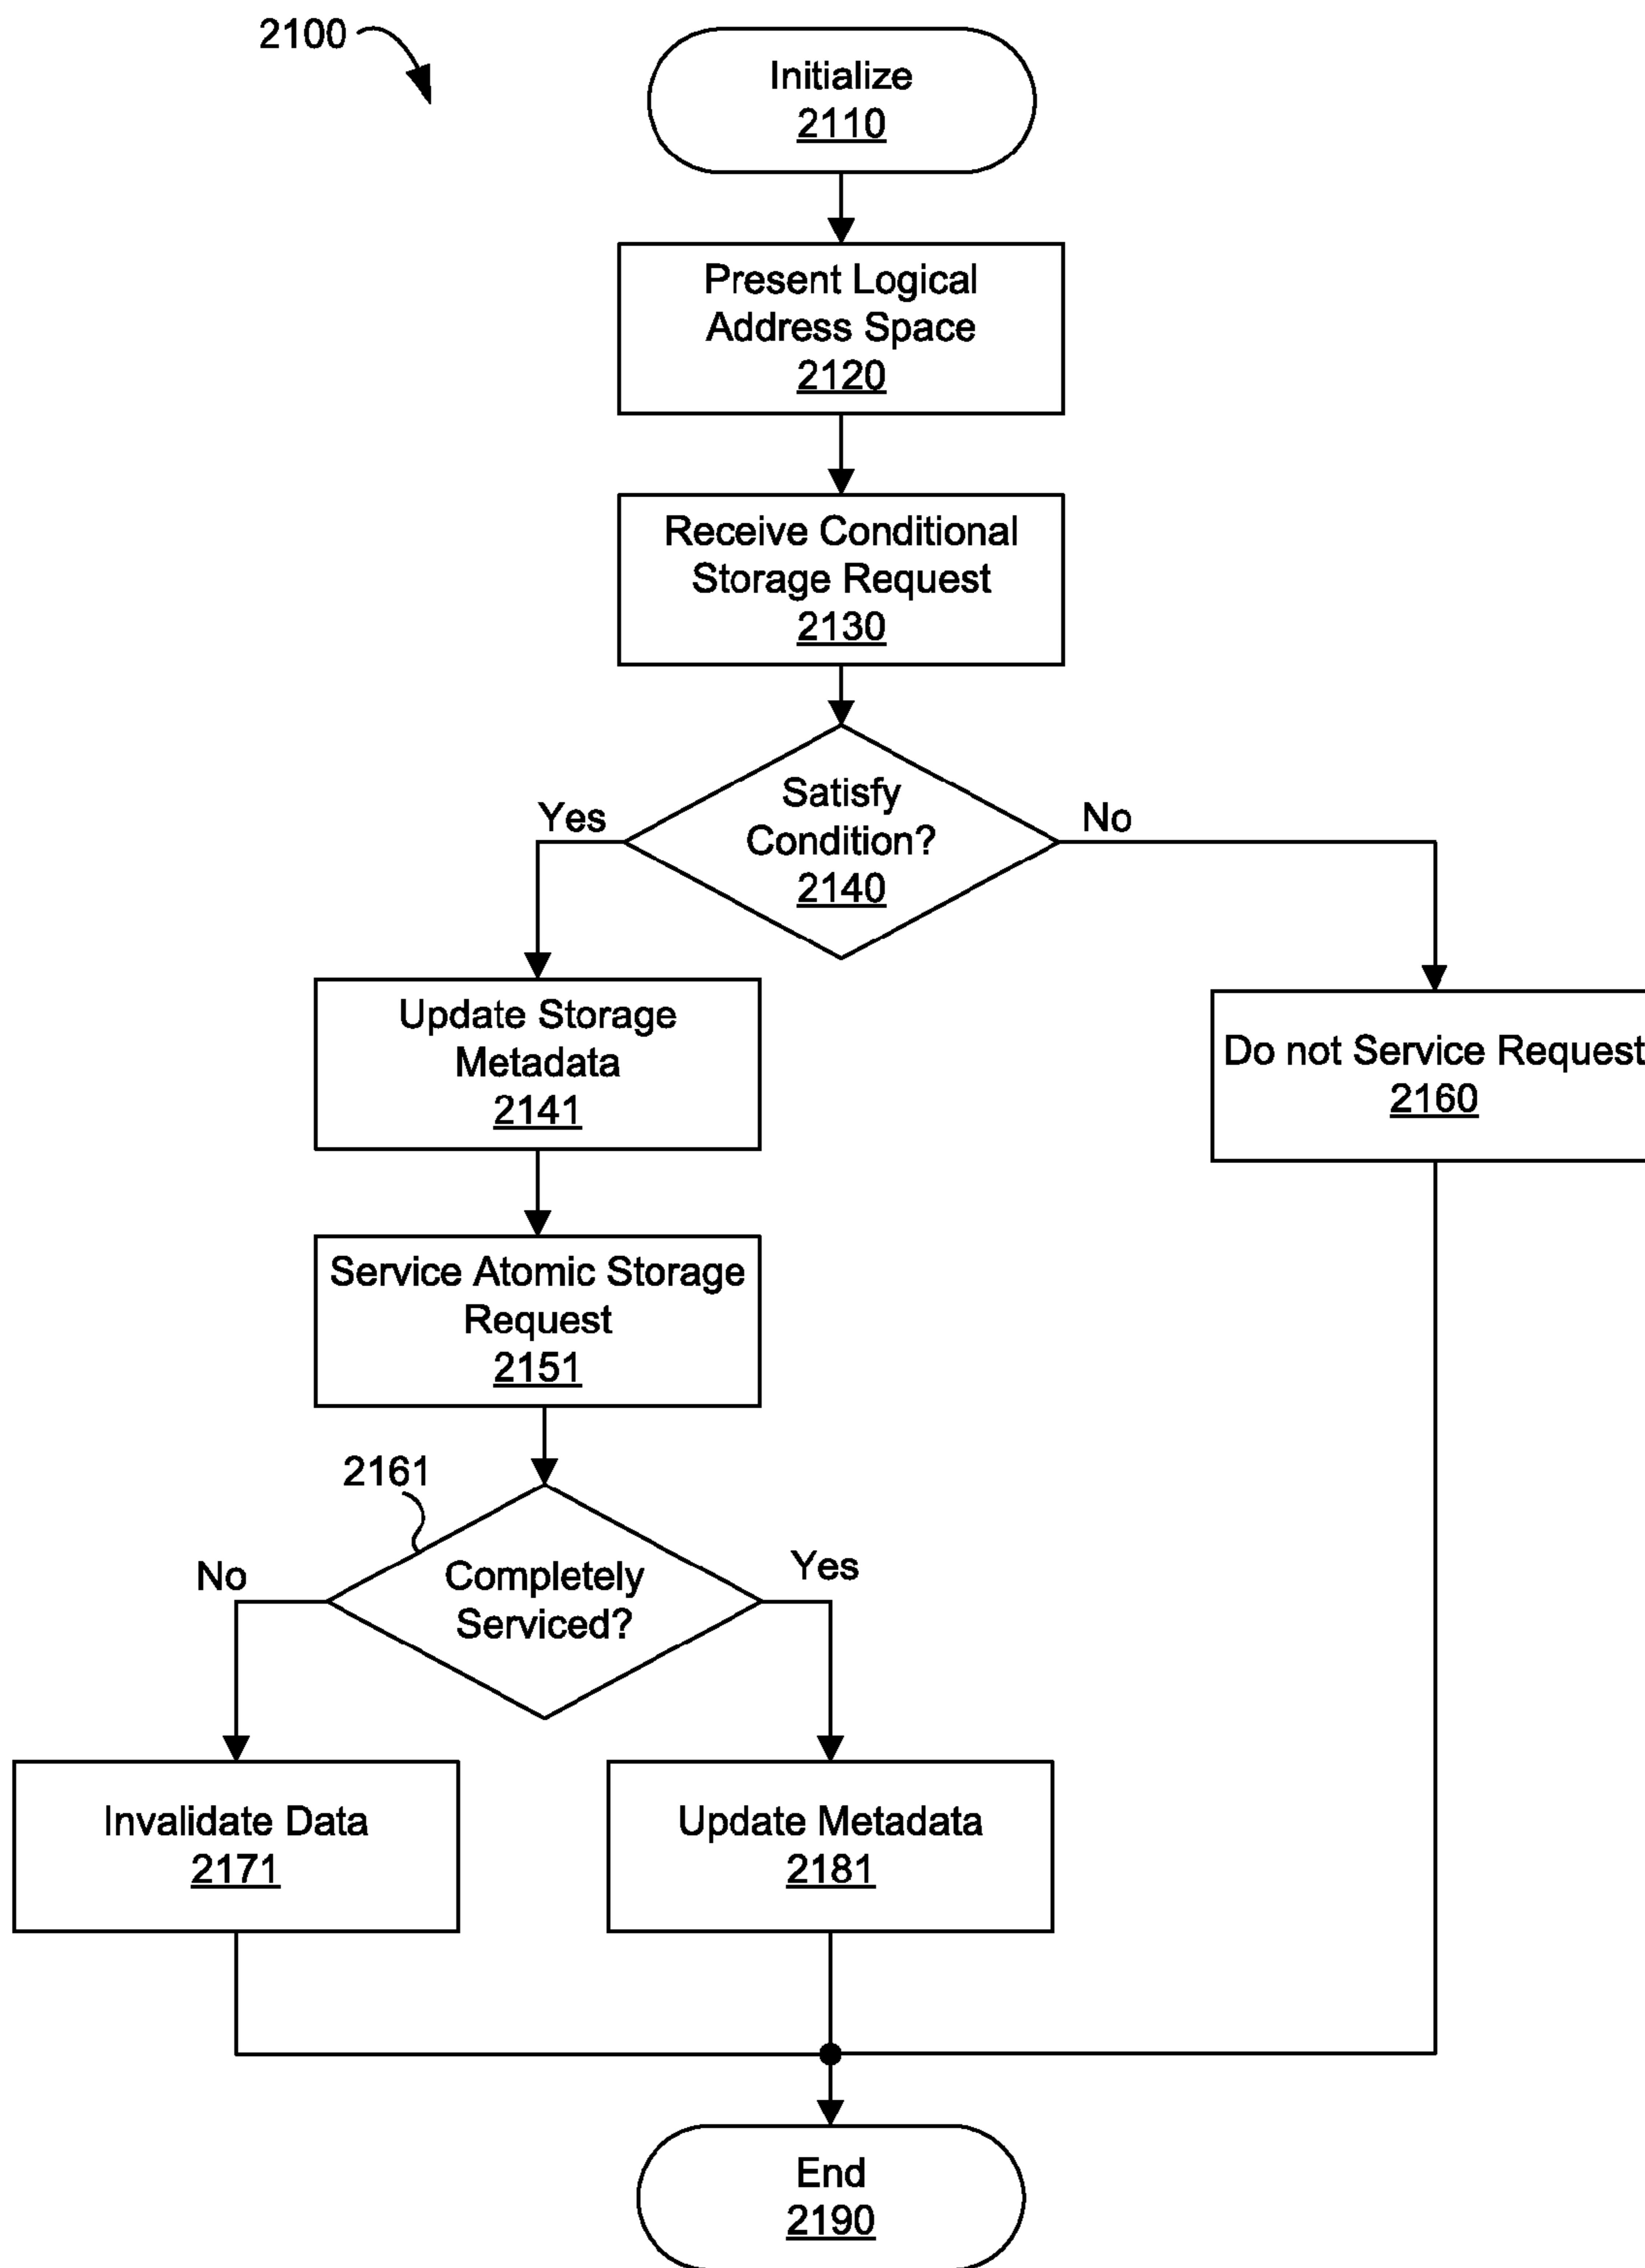 2100
Initialize
2110
Present Logical
Address Space
2120
Receive Conditional
Storage Request
2130
Satisfy
Condition?
2140
Yes
No
Update Storage
Metadata
2141
Do not Service Request
2160
Service Atomic Storage
Request
2151
2161
Completely
Serviced?
No
Yes
Invalidate Data
2171
Update Metadata
2181
End
2190